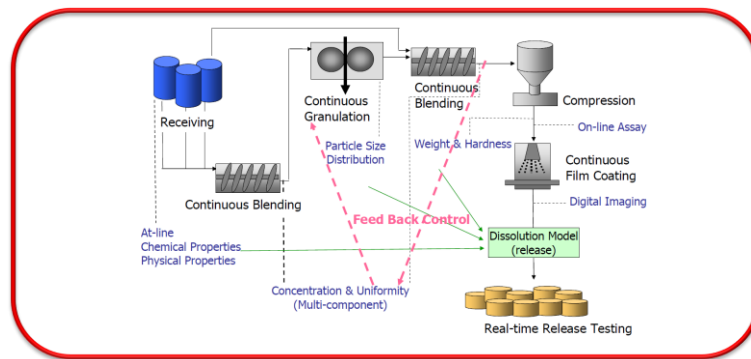 Receiving
Continuous Blending
Continuous
Granulation
Continuous
Blending
Compression
Particle Size
Distribution
Weight & Hardness
On-line Assay
Continuous
Film Coating
Digital Imaging
Feed Back Control
At-line
Chemical Properties
Physical Properties
Dissolution Model
(release)
Concentration & Uniformity
(Multi-component)
Real-time Release Testing